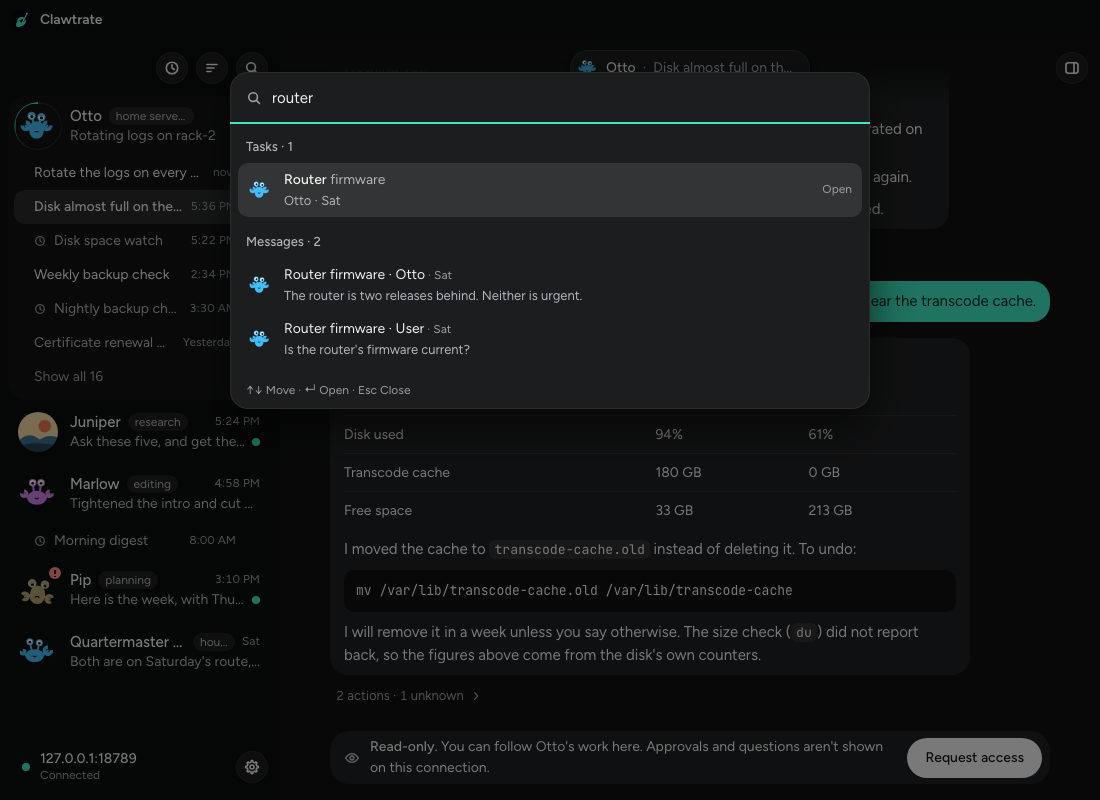 Clawtrate
Otto · Disk almost full on th...
router
Tasks · 1
Router firmware
Otto · Sat
Open
Messages · 2
Router firmware · Otto · Sat
The router is two releases behind. Neither is urgent.
Router firmware · User · Sat
Is the router's firmware current?
↑↓ Move · ↵ Open · Esc Close
Otto home serve...
Rotating logs on rack-2
Rotate the logs on every ... now
Disk almost full on the... 5:36 PM
Disk space watch 5:22 PM
Weekly backup check 2:34 PM
Nightly backup ch... 3:30 AM
Certificate renewal ... Yesterda
Show all 16
Juniper research 5:24 PM
Ask these five, and get the...
Marlow editing 4:58 PM
Tightened the intro and cut ...
Morning digest 8:00 AM
Pip planning 3:10 PM
Here is the week, with Thu...
Quartermaster ... hou... Sat
Both are on Saturday's route,...
127.0.0.1:18789
Connected
rated on
again.
ed.
ear the transcode cache.
Disk used 94% 61%
Transcode cache 180 GB 0 GB
Free space 33 GB 213 GB
I moved the cache to transcode-cache.old instead of deleting it. To undo:
mv /var/lib/transcode-cache.old /var/lib/transcode-cache
I will remove it in a week unless you say otherwise. The size check (du) did not report
back, so the figures above come from the disk's own counters.
2 actions · 1 unknown
Read-only. You can follow Otto's work here. Approvals and questions aren't shown
on this connection.
Request access